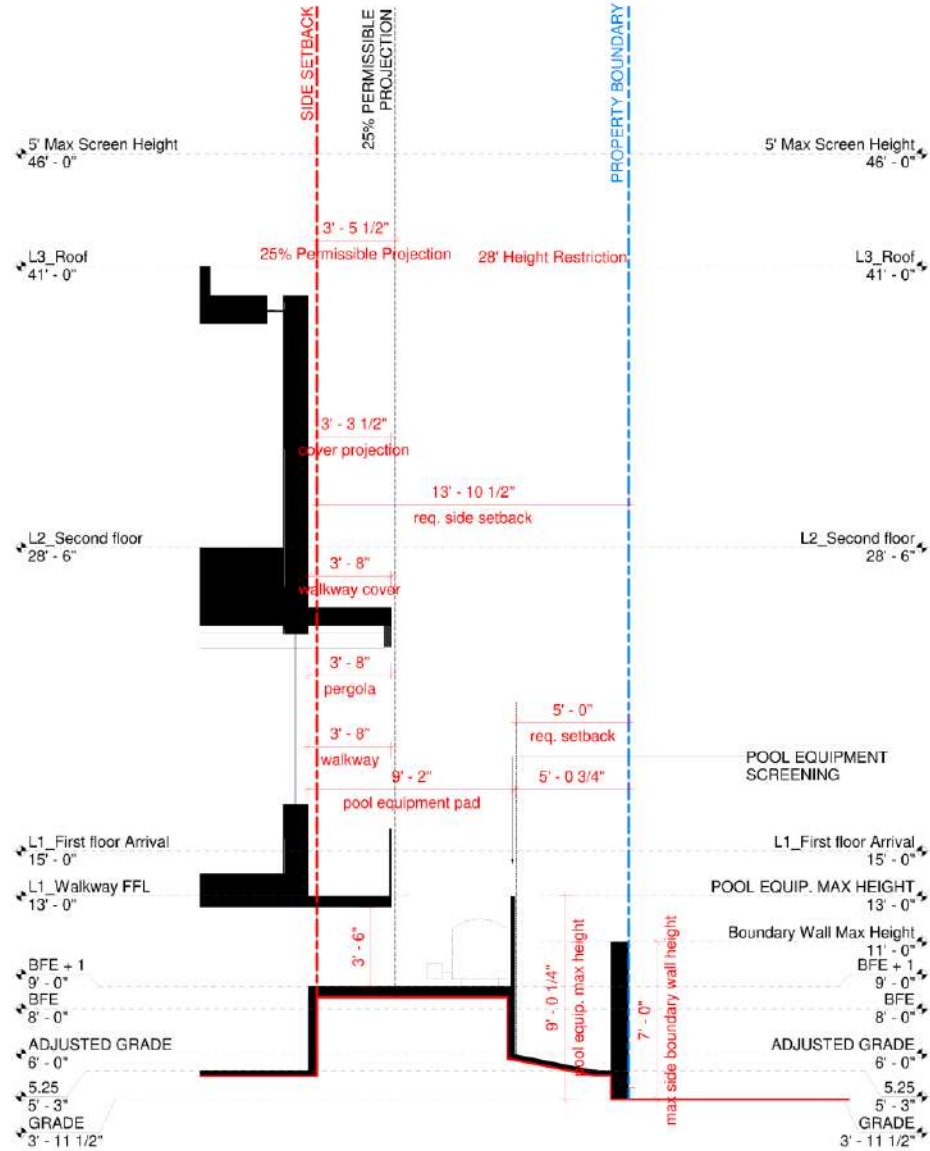 SIDE SETBACK
25% PERMISSIBLE
PROJECTION
PROPERTY BOUNDARY
5' Max Screen Height
46' - 0"
5' Max Screen Height
46' - 0"
3' - 5 1/2"
25% Permissible Projection
28' Height Restriction
L3_Roof
41' - 0"
L3_Roof
41' - 0"
3' - 3 1/2"
cover projection
13' - 10 1/2"
req. side setback
L2_Second floor
28' - 6"
L2_Second floor
28' - 6"
3' - 8"
walkway cover
3' - 8"
pergola
5' - 0"
req. setback
3' - 8"
walkway
POOL EQUIPMENT
SCREENING
9' - 2"
pool equipment pad
5' - 0 3/4"
L1_First floor Arrival
15' - 0"
L1_First floor Arrival
15' - 0"
L1_Walkway FFL
13' - 0"
POOL EQUIP. MAX HEIGHT
13' - 0"
3' - 6"
9' - 0 1/4"
pool equip. max height
7' - 0"
max side boundary wall height
Boundary Wall Max Height
11' - 0"
BFE + 1
9' - 0"
BFE + 1
9' - 0"
BFE
8' - 0"
BFE
8' - 0"
ADJUSTED GRADE
6' - 0"
ADJUSTED GRADE
6' - 0"
5.25
5' - 3"
5.25
5' - 3"
GRADE
3' - 11 1/2"
GRADE
3' - 11 1/2"